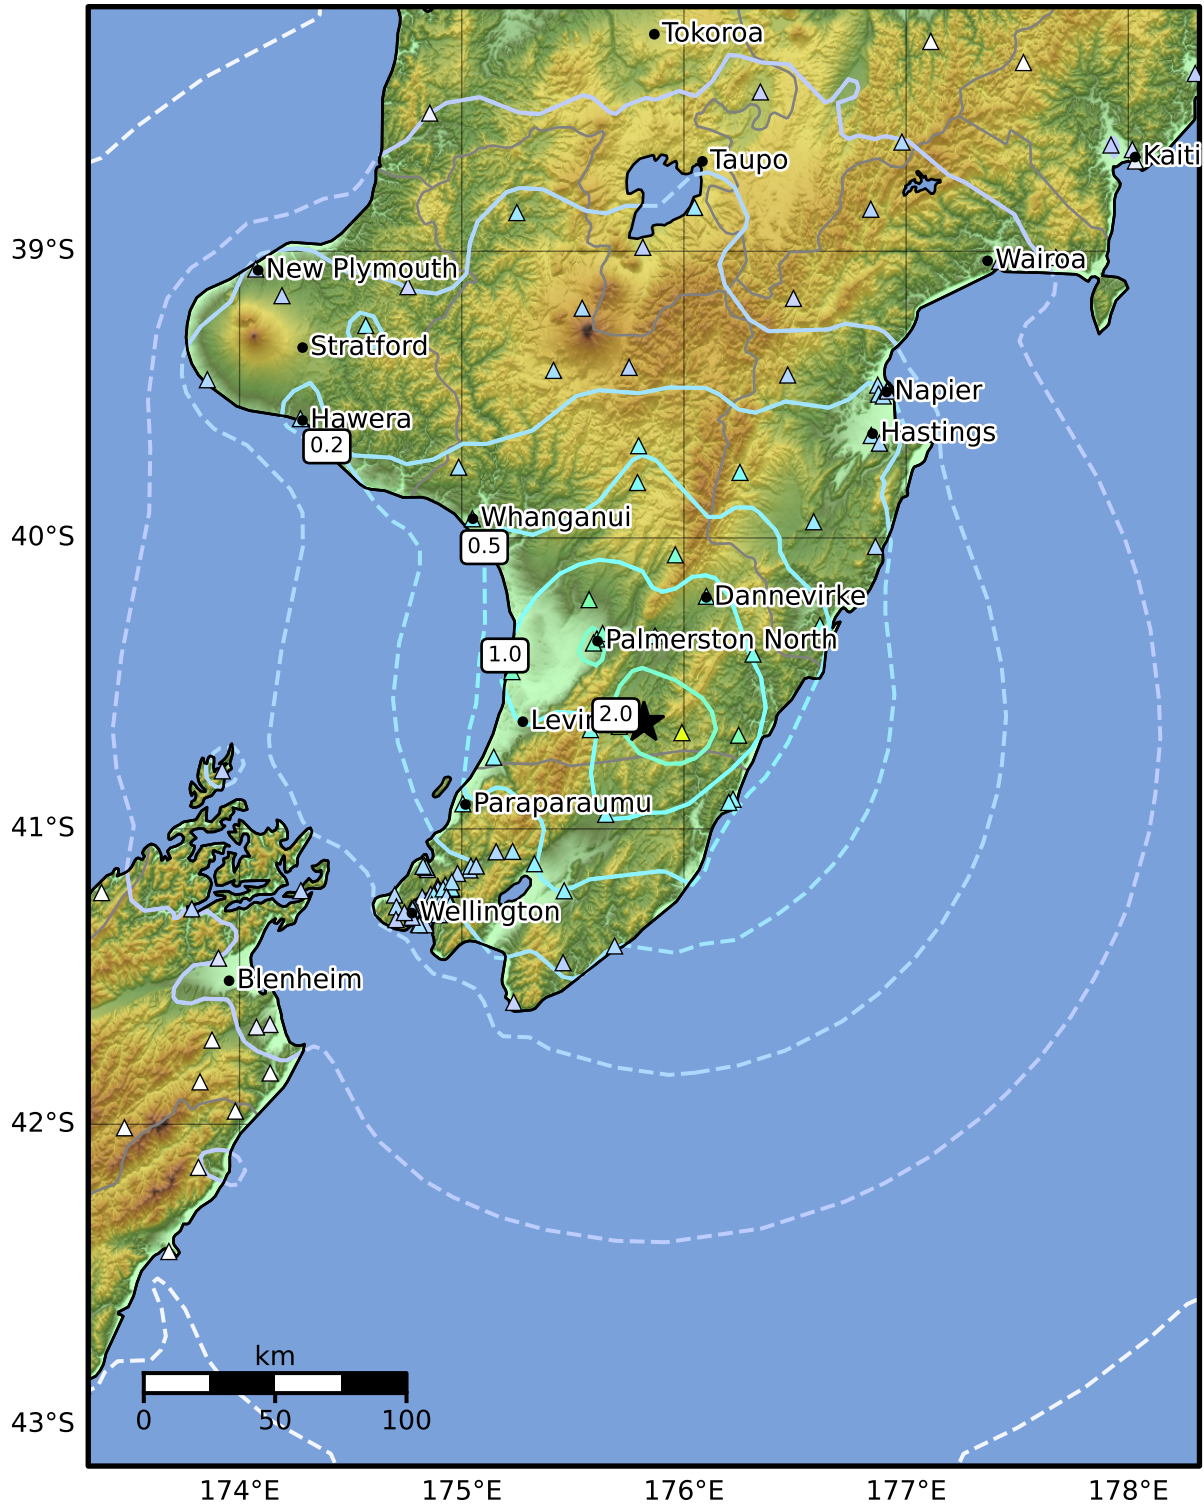 Tokoroa
Taupo
Kaiti
39°S
Wairoa
New Plymouth
Stratford
Napier
Hawera
Hastings
0.2
Whanganui
40°S
0.5
Dannevirke
Palmerston North
1.0
2.0
Paraparaumu
41°S
Wellington
Blenheim
42°S
km
0 50 100
43°S
174°E 175°E 176°E 177°E 178°E